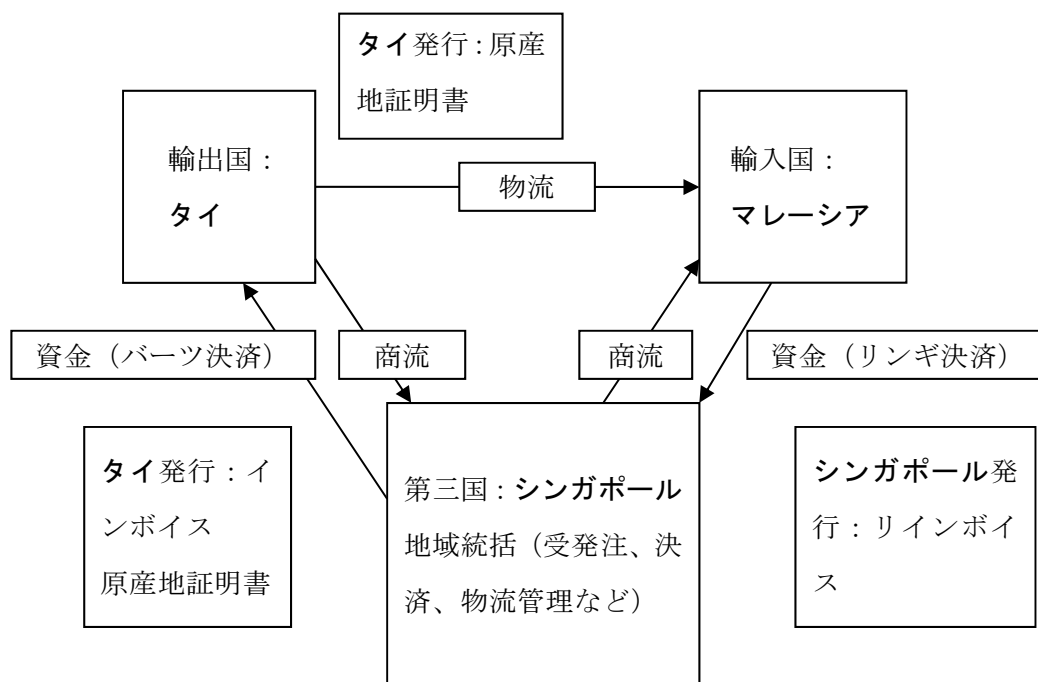 タイ発行：原産
地証明書
輸出国：
タイ
物流
輸入国：
マレーシア
資金（バーツ決済）
商流
商流
資金（リンギ決済）
タイ発行：イ
ンボイス
原産地証明書
第三国：シンガポール
地域統括（受発注、決
済、物流管理など）
シンガポール発
行：リインボイ
ス